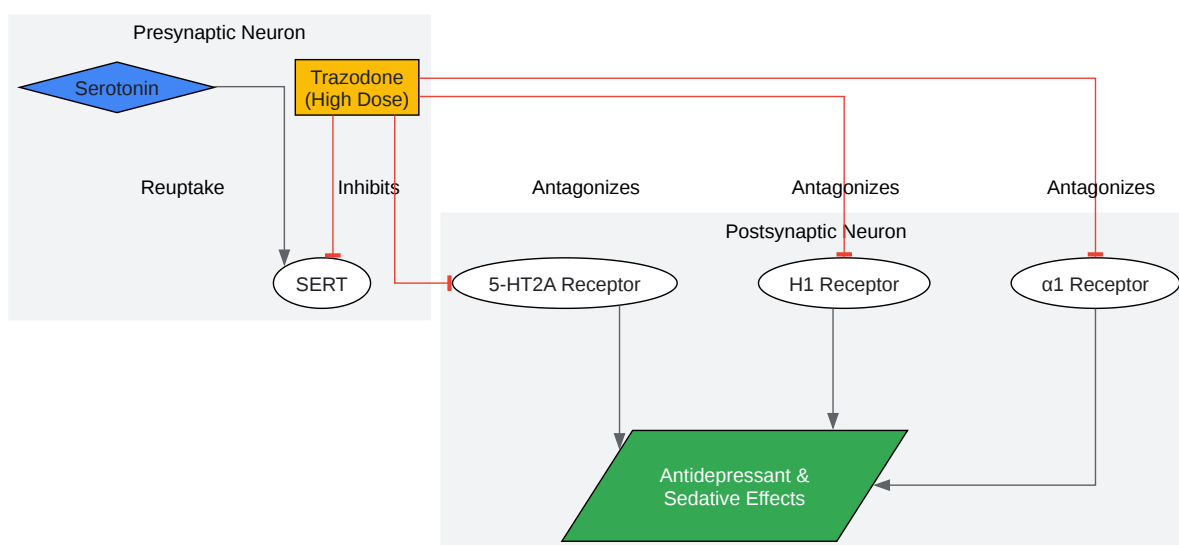 Presynaptic Neuron
Serotonin
Trazodone
(High Dose)
Reuptake
Inhibits
Antagonizes
Antagonizes
Antagonizes
Postsynaptic Neuron
SERT
5-HT2A Receptor
H1 Receptor
α1 Receptor
Antidepressant &
Sedative Effects